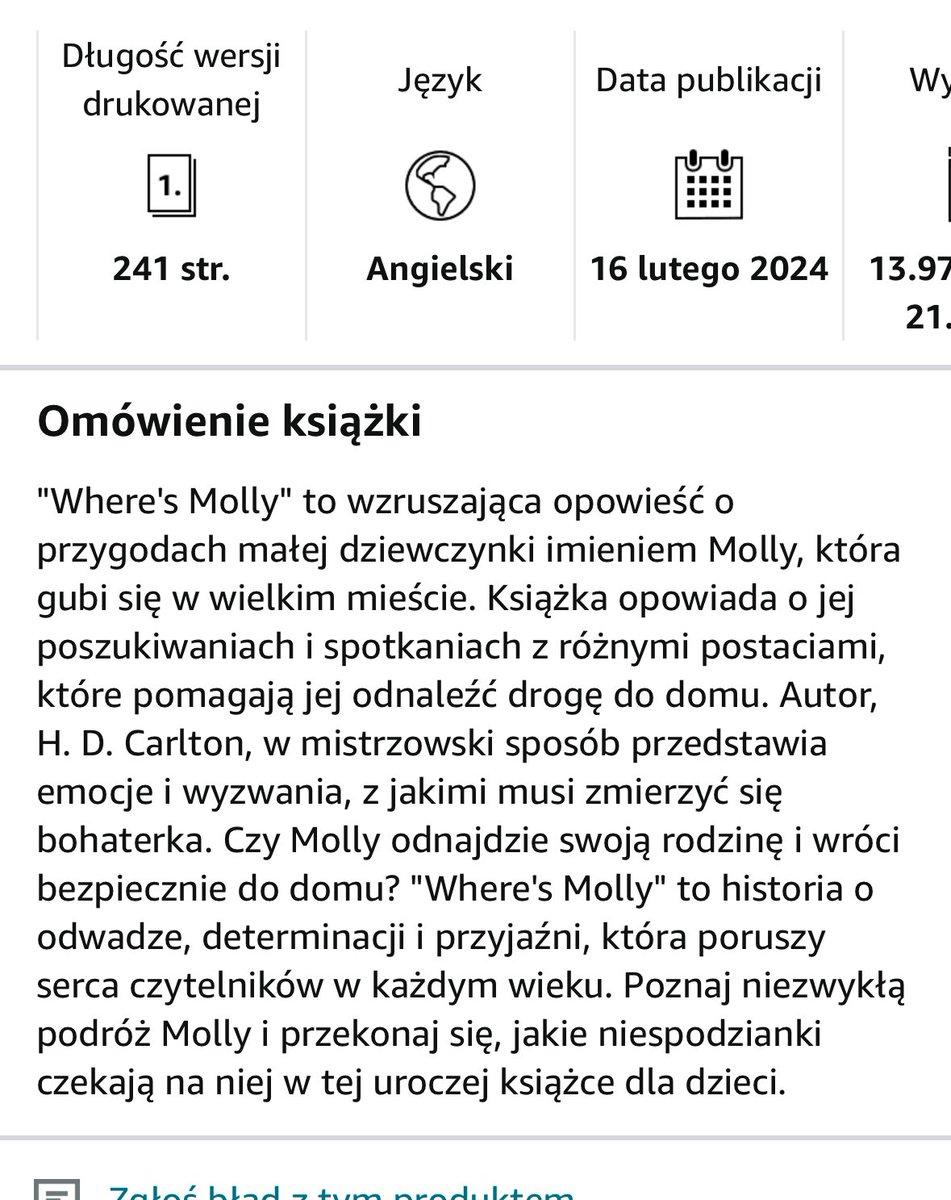 Długość wersji
drukowanej
Język
Data publikacji
Wy
1.
241 str.
Angielski
16 lutego 2024
13.97
21.
Omówienie książki
"Where's Molly" to wzruszająca opowieść o
przygodach małej dziewczynki imieniem Molly, która
gubi się w wielkim mieście. Książka opowiada o jej
poszukiwaniach i spotkaniach z różnymi postaciami,
które pomagają jej odnaleźć drogę do domu. Autor,
H. D. Carlton, w mistrzowski sposób przedstawia
emocje i wyzwania, z jakimi musi zmierzyć się
bohaterka. Czy Molly odnajdzie swoją rodzinę i wróci
bezpiecznie do domu? "Where's Molly" to historia o
odwadze, determinacji i przyjaźni, która poruszy
serca czytelników w każdym wieku. Poznaj niezwykłą
podróż Molly i przekonaj się, jakie niespodzianki
czekają na niej w tej uroczej książce dla dzieci.
Zgłoś błąd z tym produktem